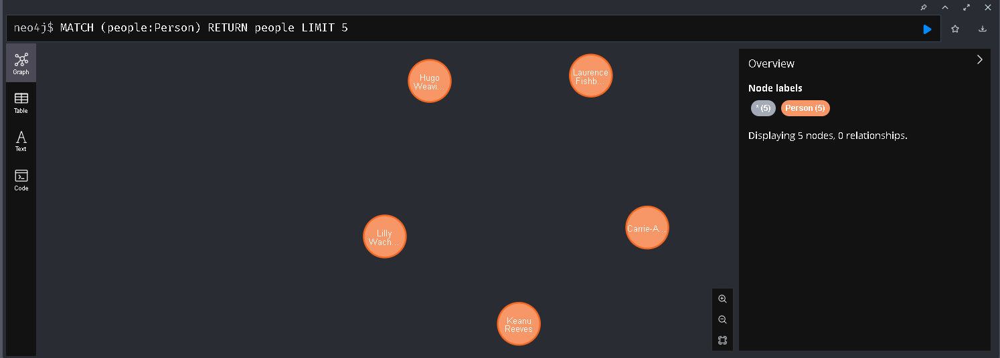 neo4j$ MATCH (people:Person) RETURN people LIMIT 5
Graph
Table
Text
Code
Hugo
Weavi...
Laurence
Fishb...
Lilly
Wach...
Carrie-A...
Keanu
Reeves
Overview
Node labels
* (5) Person (5)
Displaying 5 nodes, 0 relationships.